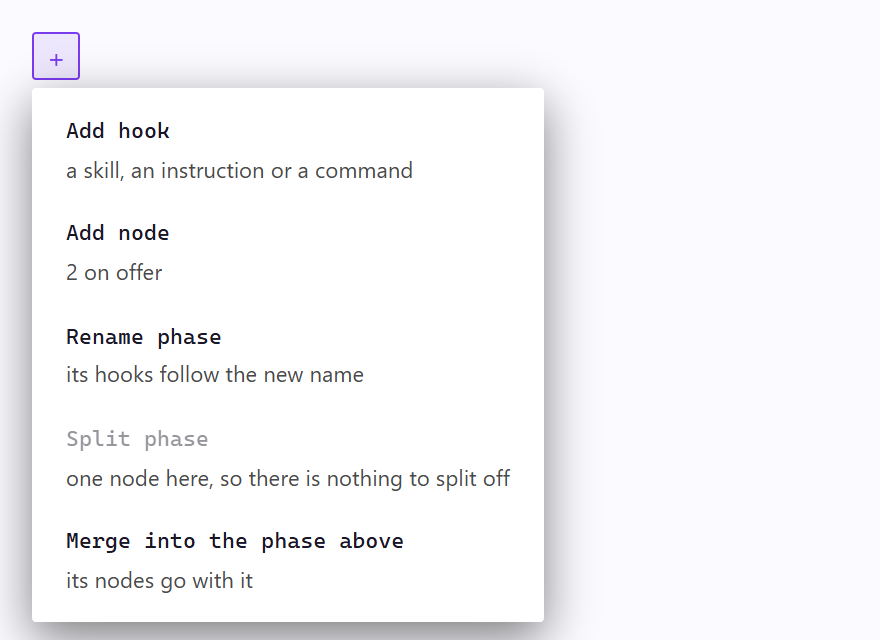 +
Add hook
a skill, an instruction or a command
Add node
2 on offer
Rename phase
its hooks follow the new name
Split phase
one node here, so there is nothing to split off
Merge into the phase above
its nodes go with it